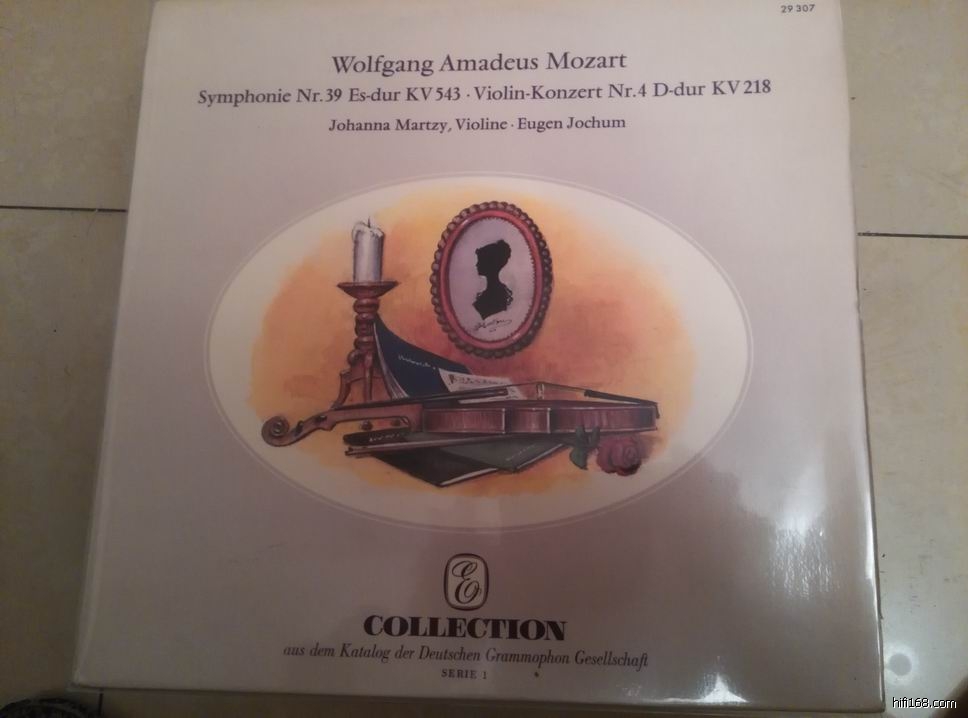 29 307
Wolfgang Amadeus Mozart
Symphonie Nr. 39 Es-dur KV 543 · Violin-Konzert Nr. 4 D-dur KV 218
Johanna Martzy, Violine · Eugen Jochum
E
COLLECTION
aus dem Katalog der Deutschen Grammophon Gesellschaft
SERIE 1
hifi168.com